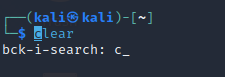 ┌──(kali㉿kali)-[~]
└─$ clear
bck-i-search: c_